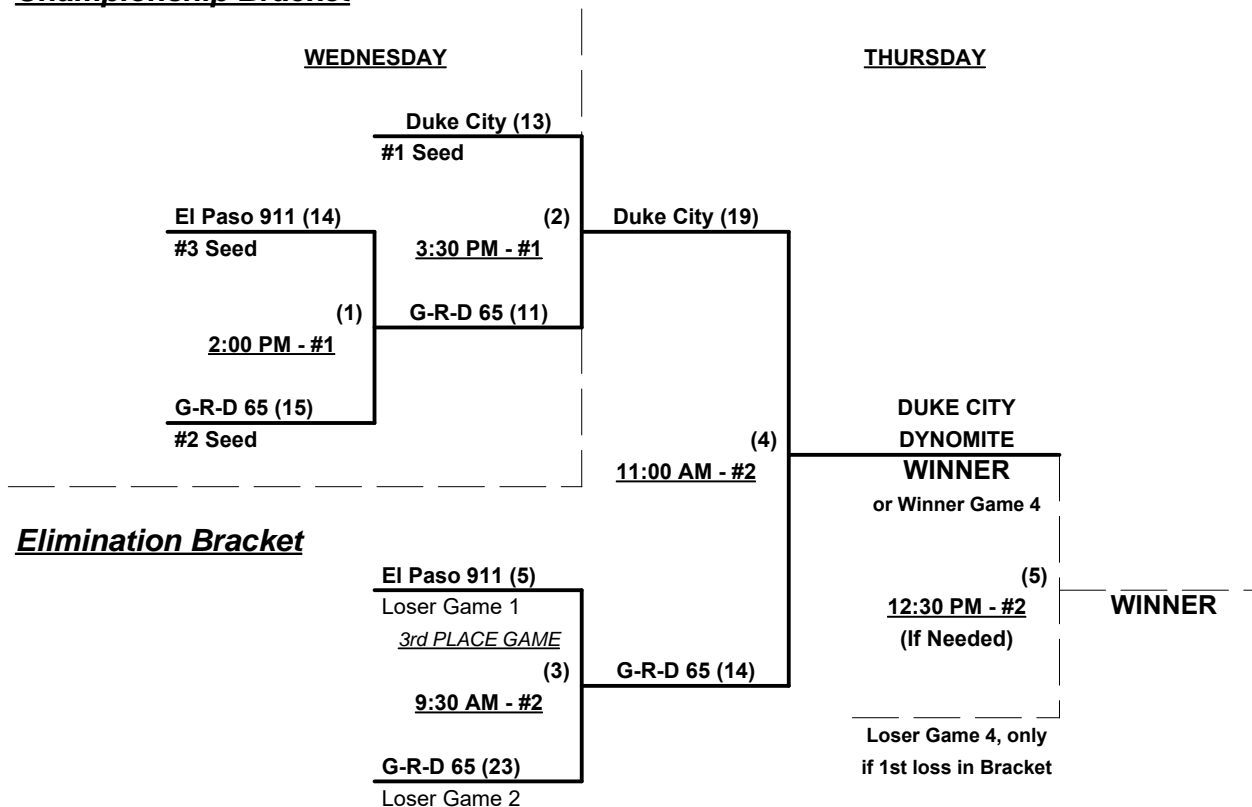 WEDNESDAY
THURSDAY
Duke City (13)
#1 Seed
El Paso 911 (14)
#3 Seed
(2)
3:30 PM - #1
Duke City (19)
(1)
2:00 PM - #1
G-R-D 65 (11)
G-R-D 65 (15)
#2 Seed
(4)
11:00 AM - #2
DUKE CITY
DYNOMITE
WINNER
or Winner Game 4
Elimination Bracket
El Paso 911 (5)
Loser Game 1
3rd PLACE GAME
(3)
9:30 AM - #2
G-R-D 65 (14)
G-R-D 65 (23)
Loser Game 2
(5)
12:30 PM - #2
(If Needed)
WINNER
Loser Game 4, only
if 1st loss in Bracket